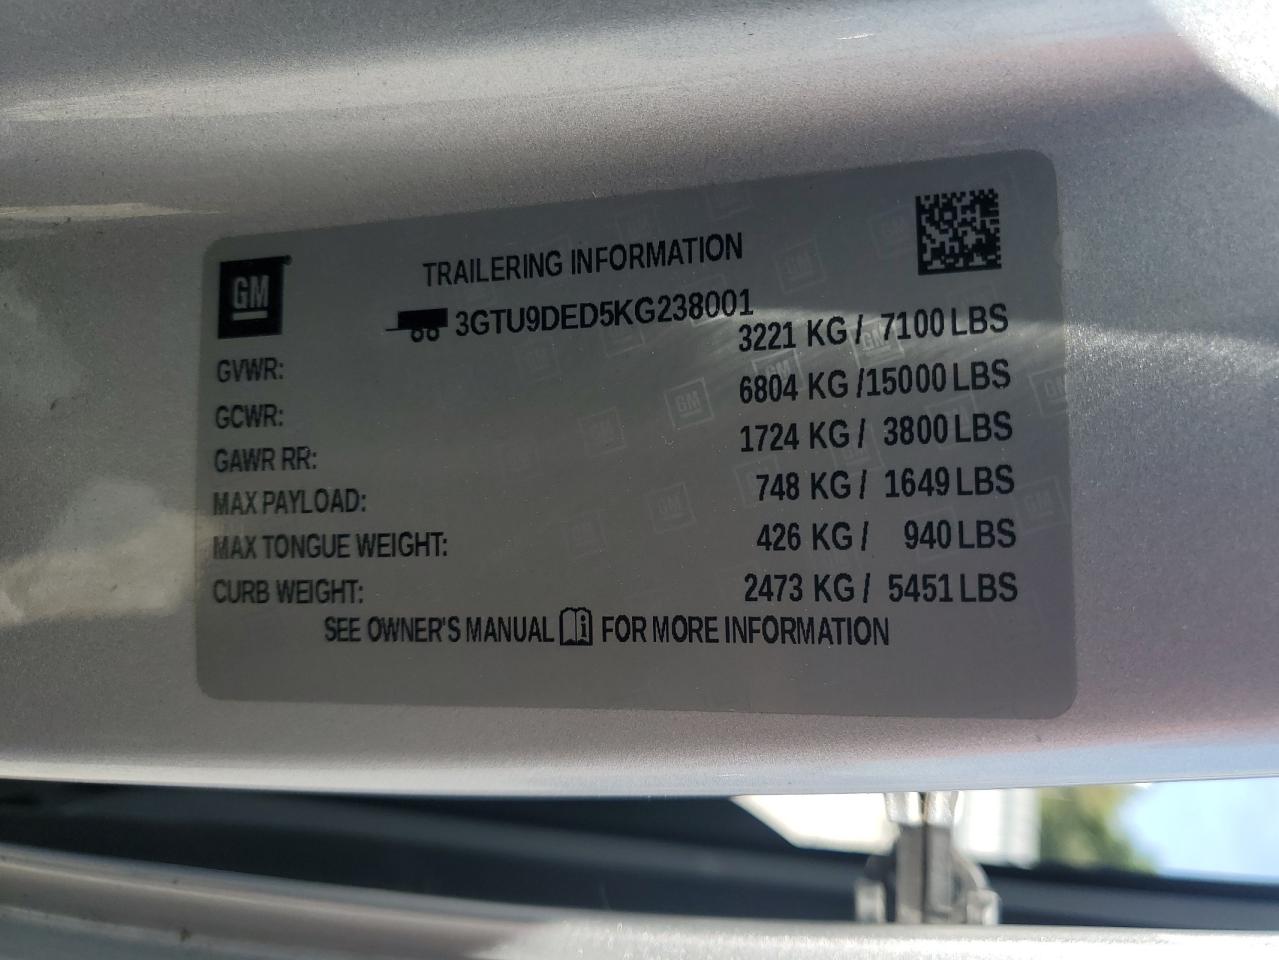 GM
TRAILERING INFORMATION
3GTU9DED5KG238001
GVWR: 3221 KG / 7100 LBS
GCWR: 6804 KG /15000 LBS
GAWR RR: 1724 KG / 3800 LBS
MAX PAYLOAD: 748 KG / 1649 LBS
MAX TONGUE WEIGHT: 426 KG / 940 LBS
CURB WEIGHT: 2473 KG / 5451 LBS
SEE OWNER'S MANUAL i FOR MORE INFORMATION